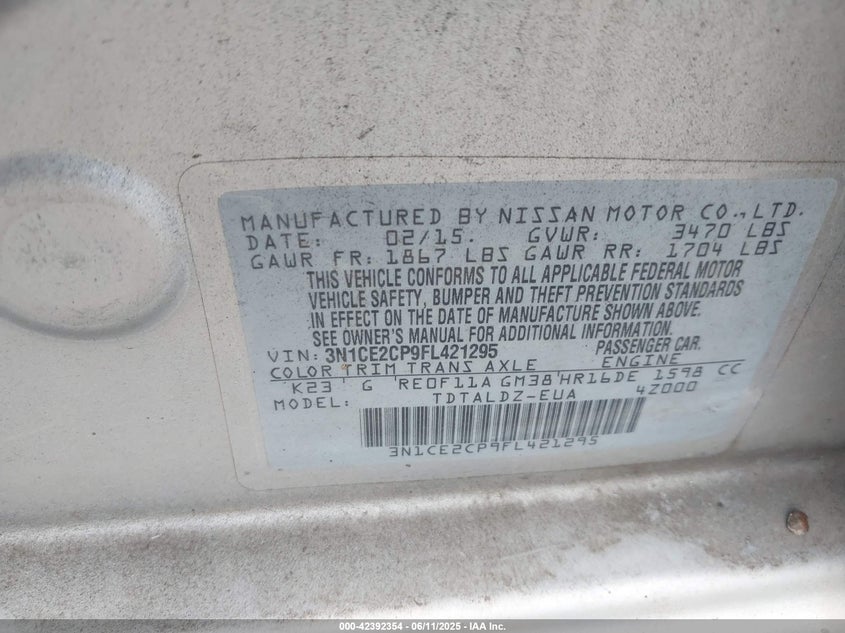 MANUFACTURED BY NISSAN MOTOR CO., LTD.
DATE: 02/15. GVWR: 3470 LBS
GAWR FR: 1867 LBS GAWR RR: 1704 LBS
THIS VEHICLE CONFORMS TO ALL APPLICABLE FEDERAL MOTOR
VEHICLE SAFETY, BUMPER AND THEFT PREVENTION STANDARDS
IN EFFECT ON THE DATE OF MANUFACTURE SHOWN ABOVE.
SEE OWNER'S MANUAL FOR ADDITIONAL INFORMATION.
VIN: 3N1CE2CP9FL421295 PASSENGER CAR.
COLOR TRIM TRANS AXLE ENGINE
K23 G RE0F11A GM38 HR16DE 1598 CC
MODEL: TDTALDZ-EUA 4Z000
3N1CE2CP9FL421295
000-42392354 - 06/11/2025 - IAA Inc.